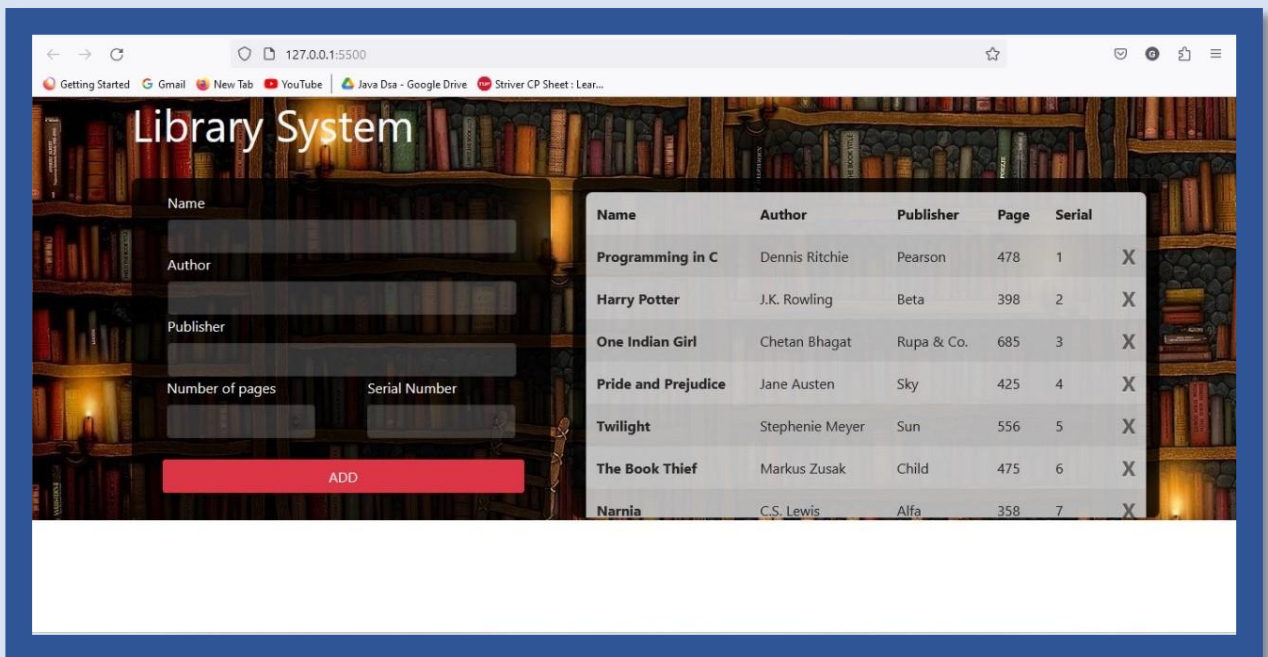 127.0.0.1:5500
Getting Started Gmail New Tab YouTube Java Dsa - Google Drive Striver CP Sheet : Lear...
Library System
Name
Author
Publisher
Number of pages Serial Number
ADD
Name Author Publisher Page Serial
Programming in C Dennis Ritchie Pearson 478 1 X
Harry Potter J.K. Rowling Beta 398 2 X
One Indian Girl Chetan Bhagat Rupa & Co. 685 3 X
Pride and Prejudice Jane Austen Sky 425 4 X
Twilight Stephenie Meyer Sun 556 5 X
The Book Thief Markus Zusak Child 475 6 X
Narnia C.S. Lewis Alfa 358 7 X